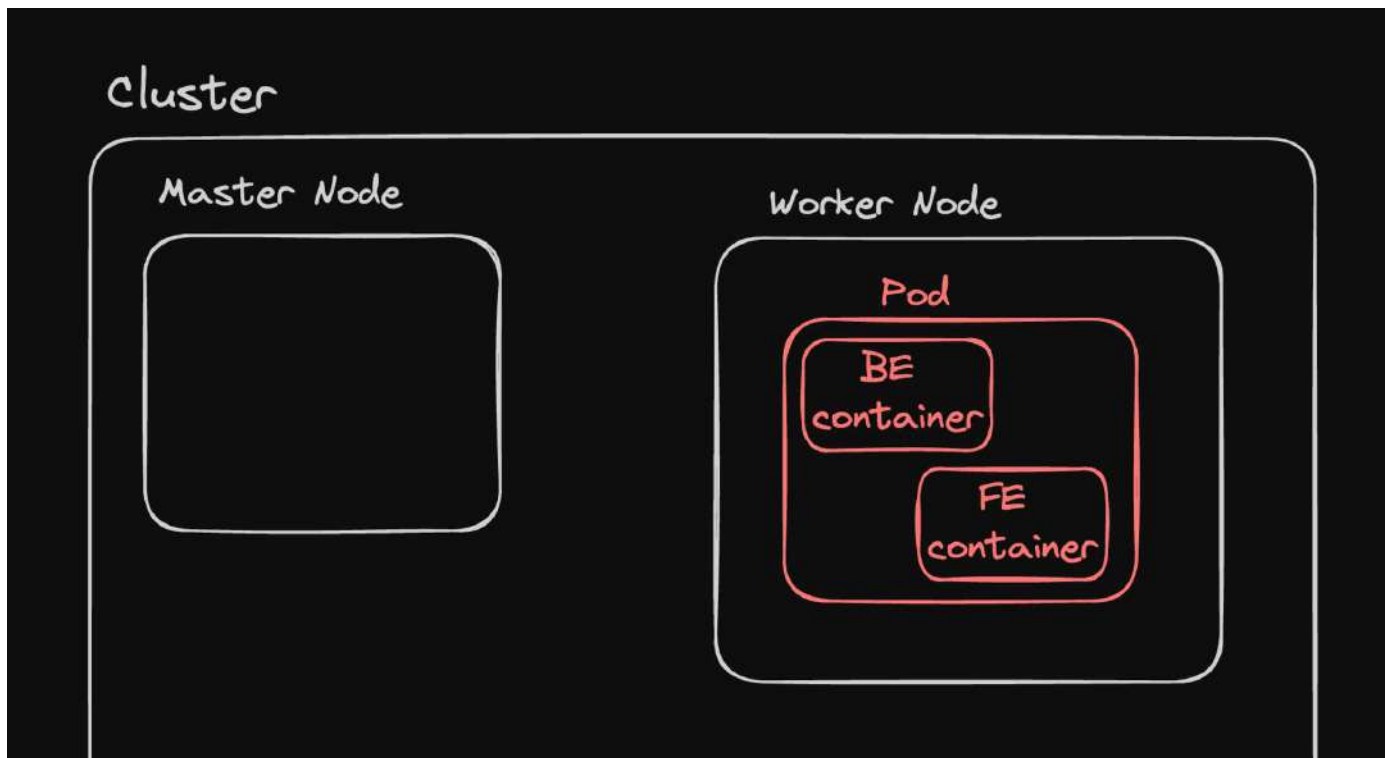 Cluster
Master Node
Worker Node
Pod
BE
container
FE
container